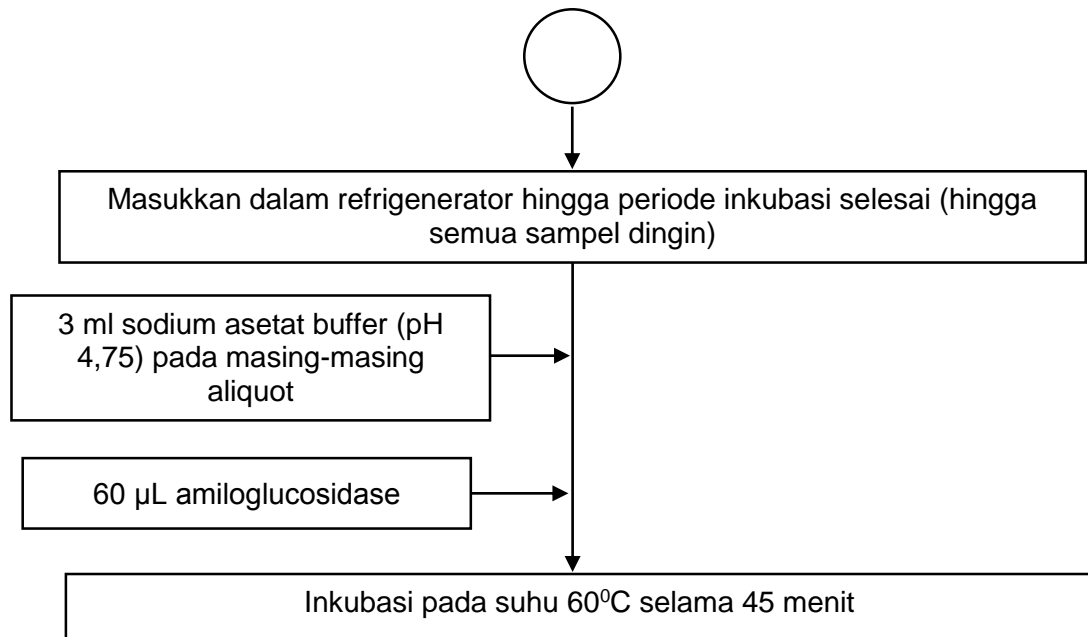 Masukkan dalam refrigenerator hingga periode inkubasi selesai (hingga
semua sampel dingin)
3 ml sodium asetat buffer (pH
4,75) pada masing-masing
aliquot
60 µL amiloglucosidase
Inkubasi pada suhu 60⁰C selama 45 menit